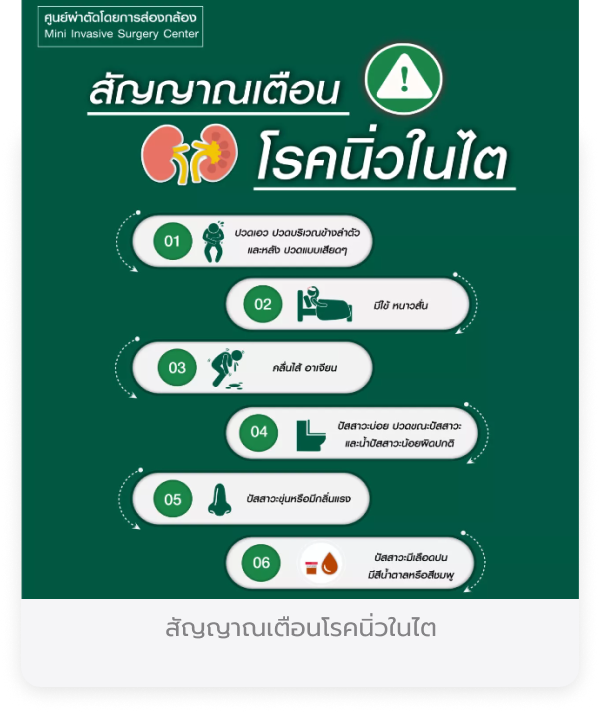 ศูนย์ผ่าตัดโดยการส่องกล้อง
Mini Invasive Surgery Center
สัญญาณเตือน
โรคนิ่วในไต
01
ปวดเอว ปวดบริเวณข้างลำตัว
และหลัง ปวดแบบเสียดๆ
02
มีไข้ หนาวสั่น
03
คลื่นไส้ อาเจียน
04
ปัสสาวะบ่อย ปวดขณะปัสสาวะ
และน้ำปัสสาวะน้อยผิดปกติ
05
ปัสสาวะขุ่นหรือมีกลิ่นแรง
06
ปัสสาวะมีเลือดปน
มีสีน้ำตาลหรือสีชมพู
สัญญาณเตือนโรคนิ่วในไต